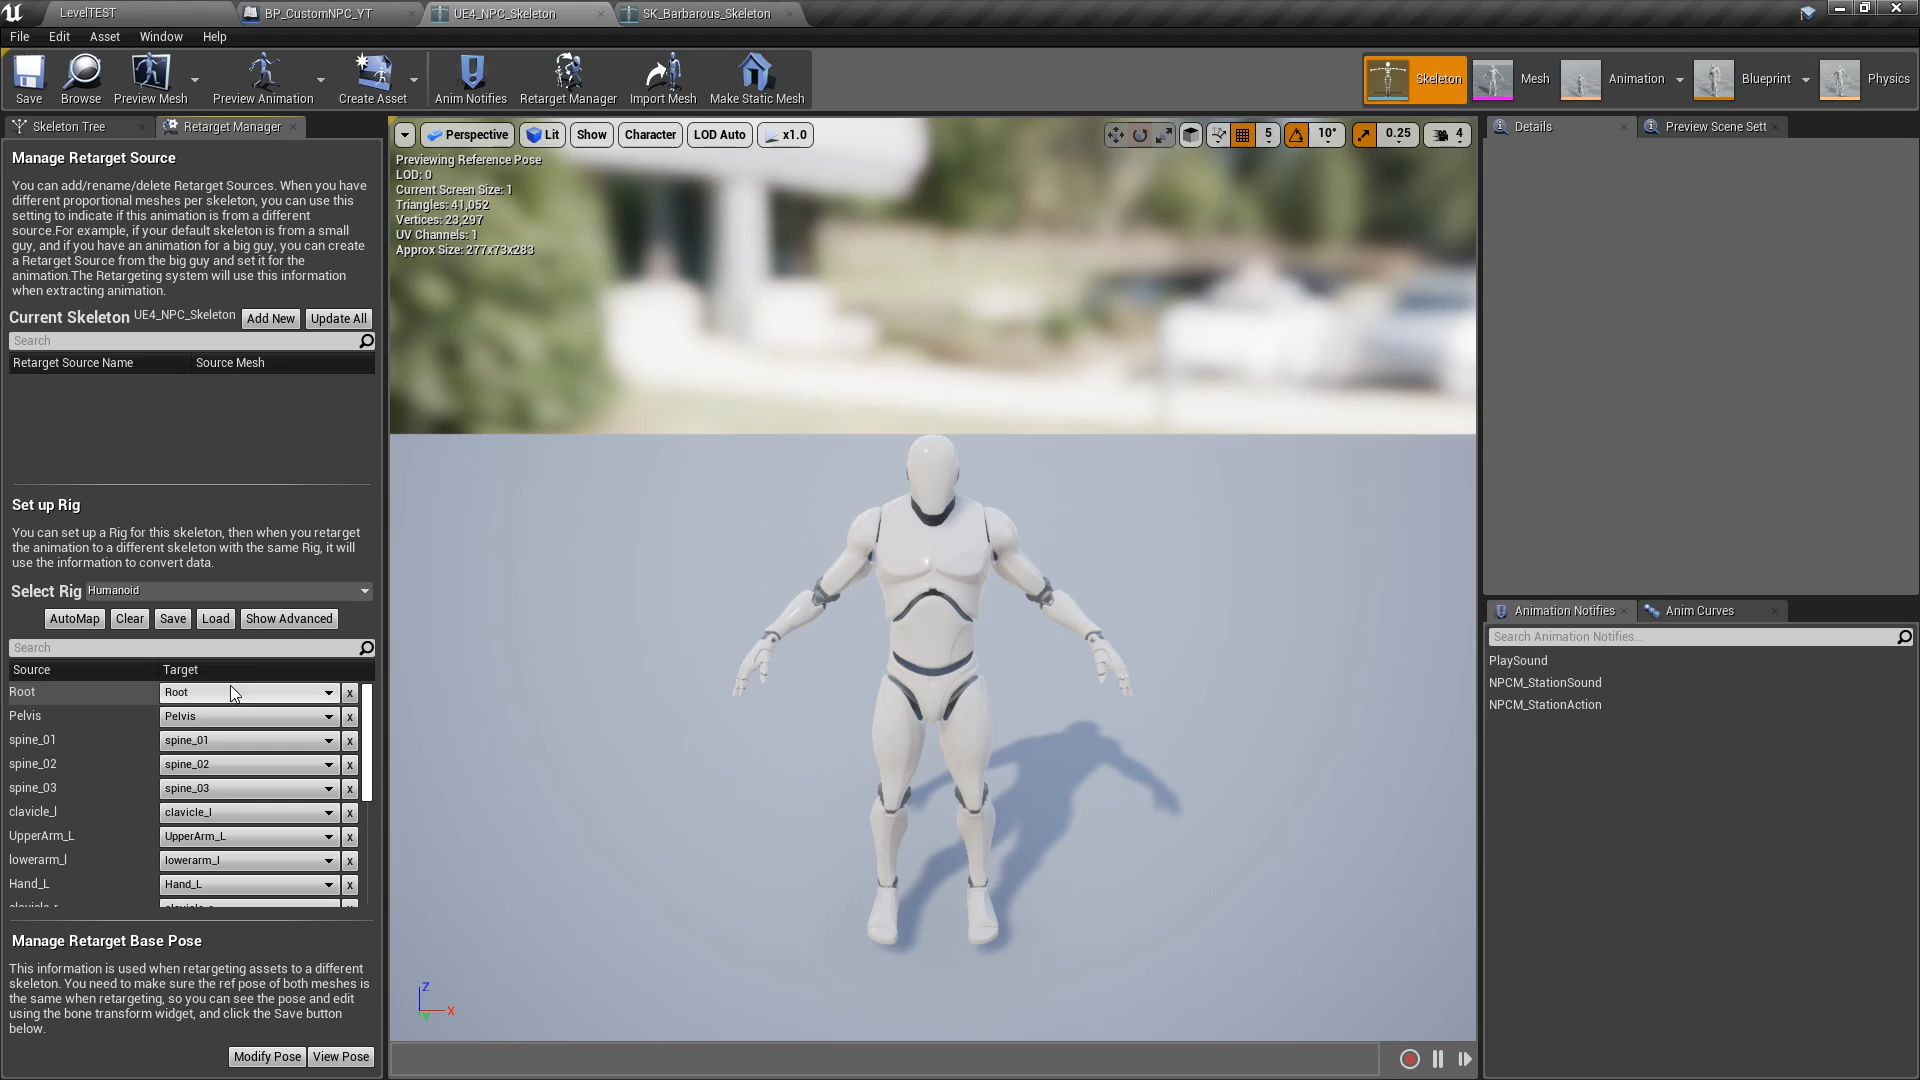 LevelTEST
BP_CustomNPC_YT
UE4_NPC_Skeleton
SK_Barbarous_Skeleton
File Edit Asset Window Help
Save
Browse
Preview Mesh
Preview Animation
Create Asset
Anim Notifies
Retarget Manager
Import Mesh
Make Static Mesh
Skeleton
Mesh
Animation
Blueprint
Physics
Skeleton Tree
Retarget Manager
Manage Retarget Source
You can add/rename/delete Retarget Sources. When you have
different proportional meshes per skeleton, you can use this
setting to indicate if this animation is from a different
source.For example, if your default skeleton is from a small
guy, and if you have an animation for a big guy, you can create
a Retarget Source from the big guy and set it for the
animation.The Retargeting system will use this information
when extracting animation.
Current Skeleton UE4_NPC_Skeleton Add New Update All
Search
Retarget Source Name Source Mesh
Set up Rig
You can set up a Rig for this skeleton, then when you retarget
the animation to a different skeleton with the same Rig, it will
use the information to convert data.
Select Rig Humanoid
AutoMap Clear Save Load Show Advanced
Search
Source Target
Root Root x
Pelvis Pelvis x
spine_01 spine_01 x
spine_02 spine_02 x
spine_03 spine_03 x
clavicle_l clavicle_l x
UpperArm_L UpperArm_L x
lowerarm_l lowerarm_l x
Hand_L Hand_L x
Manage Retarget Base Pose
This information is used when retargeting assets to a different
skeleton. You need to make sure the ref pose of both meshes is
the same when retargeting, so you can see the pose and edit
using the bone transform widget, and click the Save button
below.
Modify Pose View Pose
Perspective Lit Show Character LOD Auto x1.0
5 10° 0.25 4
Previewing Reference Pose
LOD: 0
Current Screen Size: 1
Triangles: 41,052
Vertices: 23,297
UV Channels: 1
Approx Size: 277x73x283
Z
X
Y
Details
Preview Scene Sett
Animation Notifies
Anim Curves
Search Animation Notifies...
PlaySound
NPCM_StationSound
NPCM_StationAction